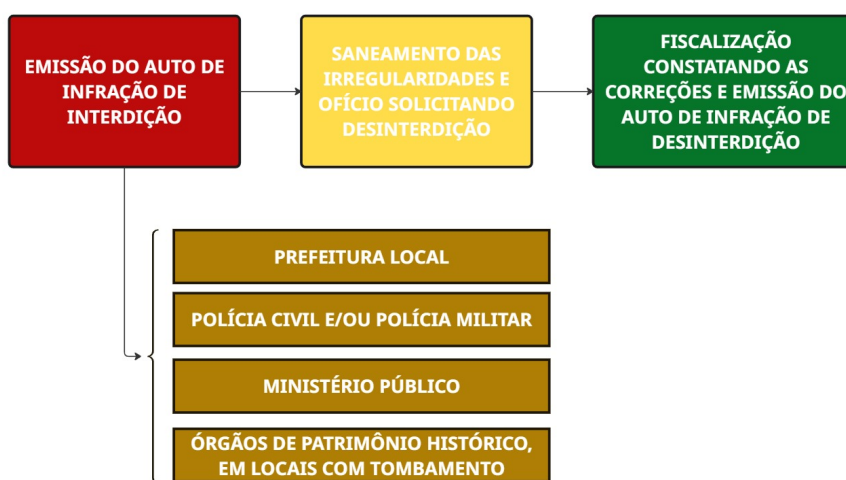 EMISSÃO DO AUTO DE
INFRAÇÃO DE
INTERDIÇÃO
SANEAMENTO DAS
IRREGULARIDADES E
OFÍCIO SOLICITANDO
DESINTERDIÇÃO
FISCALIZAÇÃO
CONSTATANDO AS
CORREÇÕES E EMISSÃO DO
AUTO DE INFRAÇÃO DE
DESINTERDIÇÃO
PREFEITURA LOCAL
POLÍCIA CIVIL E/OU POLÍCIA MILITAR
MINISTÉRIO PÚBLICO
ÓRGÃOS DE PATRIMÔNIO HISTÓRICO,
EM LOCAIS COM TOMBAMENTO